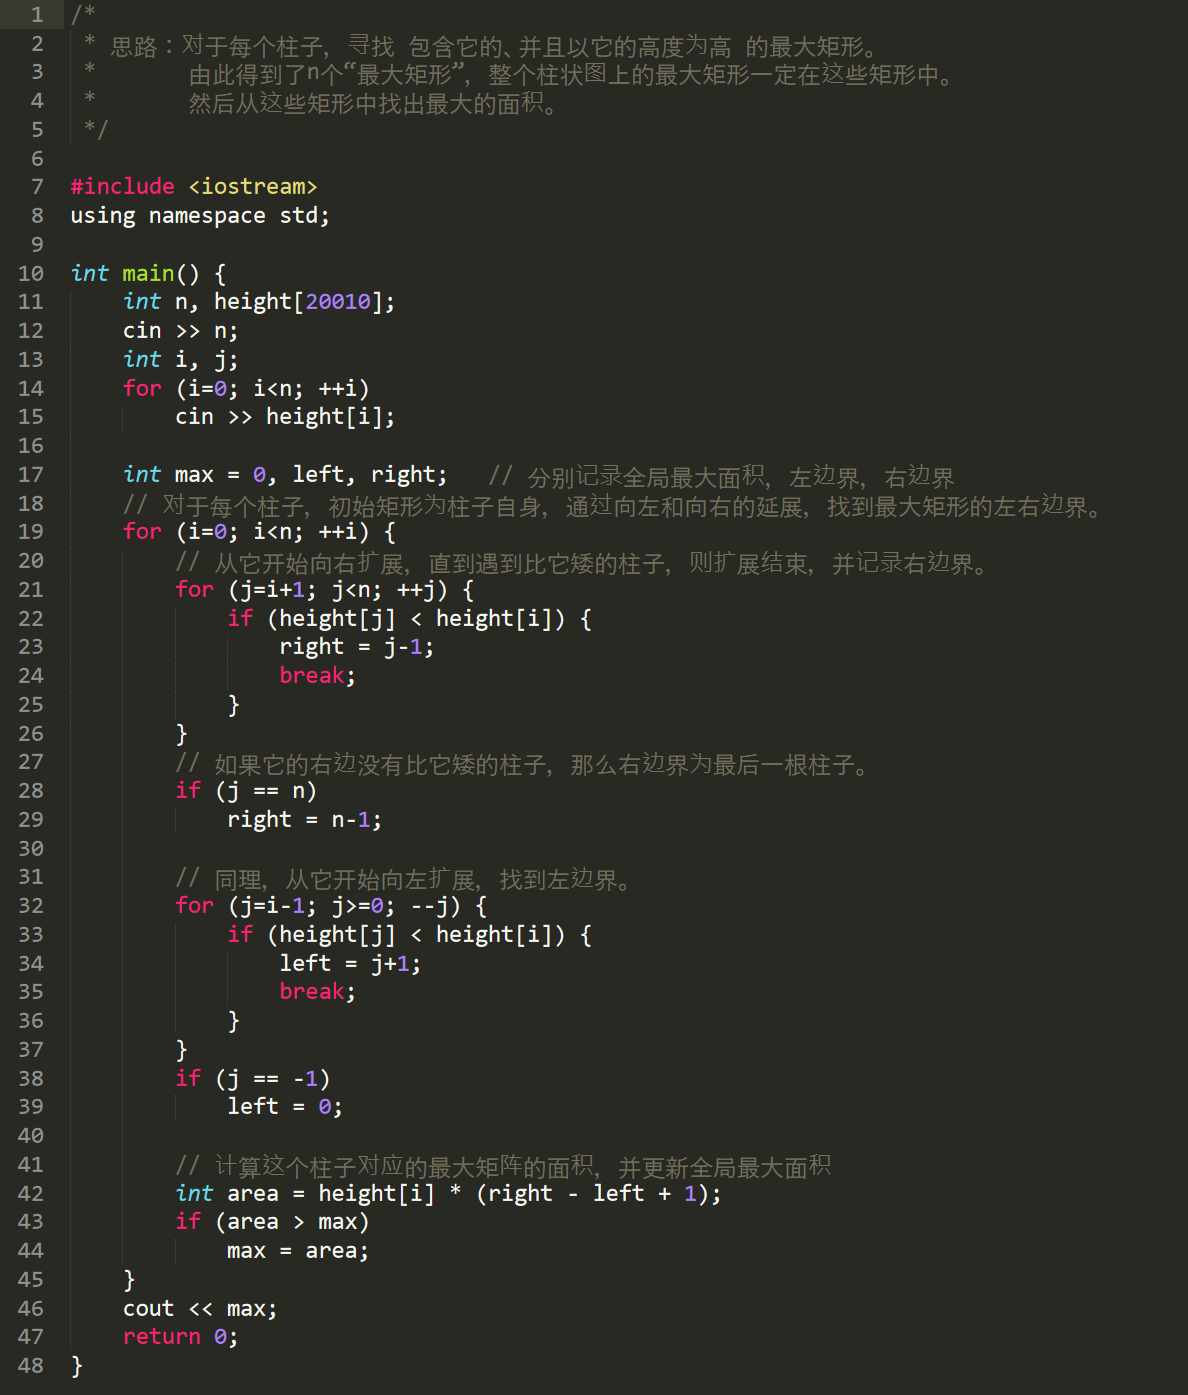 1 /*
2  * 思路：对于每个柱子，寻找 包含它的、并且以它的高度为高 的最大矩形。
3  *       由此得到了n个“最大矩形”，整个柱状图上的最大矩形一定在这些矩形中。
4  *       然后从这些矩形中找出最大的面积。
5  */
6
7 #include <iostream>
8 using namespace std;
9
10 int main() {
11     int n, height[20010];
12     cin >> n;
13     int i, j;
14     for (i=0; i<n; ++i)
15         cin >> height[i];
16
17     int max = 0, left, right;   // 分别记录全局最大面积，左边界，右边界
18     // 对于每个柱子，初始矩形为柱子自身，通过向左和向右的延展，找到最大矩形的左右边界。
19     for (i=0; i<n; ++i) {
20         // 从它开始向右扩展，直到遇到比它矮的柱子，则扩展结束，并记录右边界。
21         for (j=i+1; j<n; ++j) {
22             if (height[j] < height[i]) {
23                 right = j-1;
24                 break;
25             }
26         }
27         // 如果它的右边没有比它矮的柱子，那么右边界为最后一根柱子。
28         if (j == n)
29             right = n-1;
30
31         // 同理，从它开始向左扩展，找到左边界。
32         for (j=i-1; j>=0; --j) {
33             if (height[j] < height[i]) {
34                 left = j+1;
35                 break;
36             }
37         }
38         if (j == -1)
39             left = 0;
40
41         // 计算这个柱子对应的最大矩阵的面积，并更新全局最大面积
42         int area = height[i] * (right - left + 1);
43         if (area > max)
44             max = area;
45     }
46     cout << max;
47     return 0;
48 }